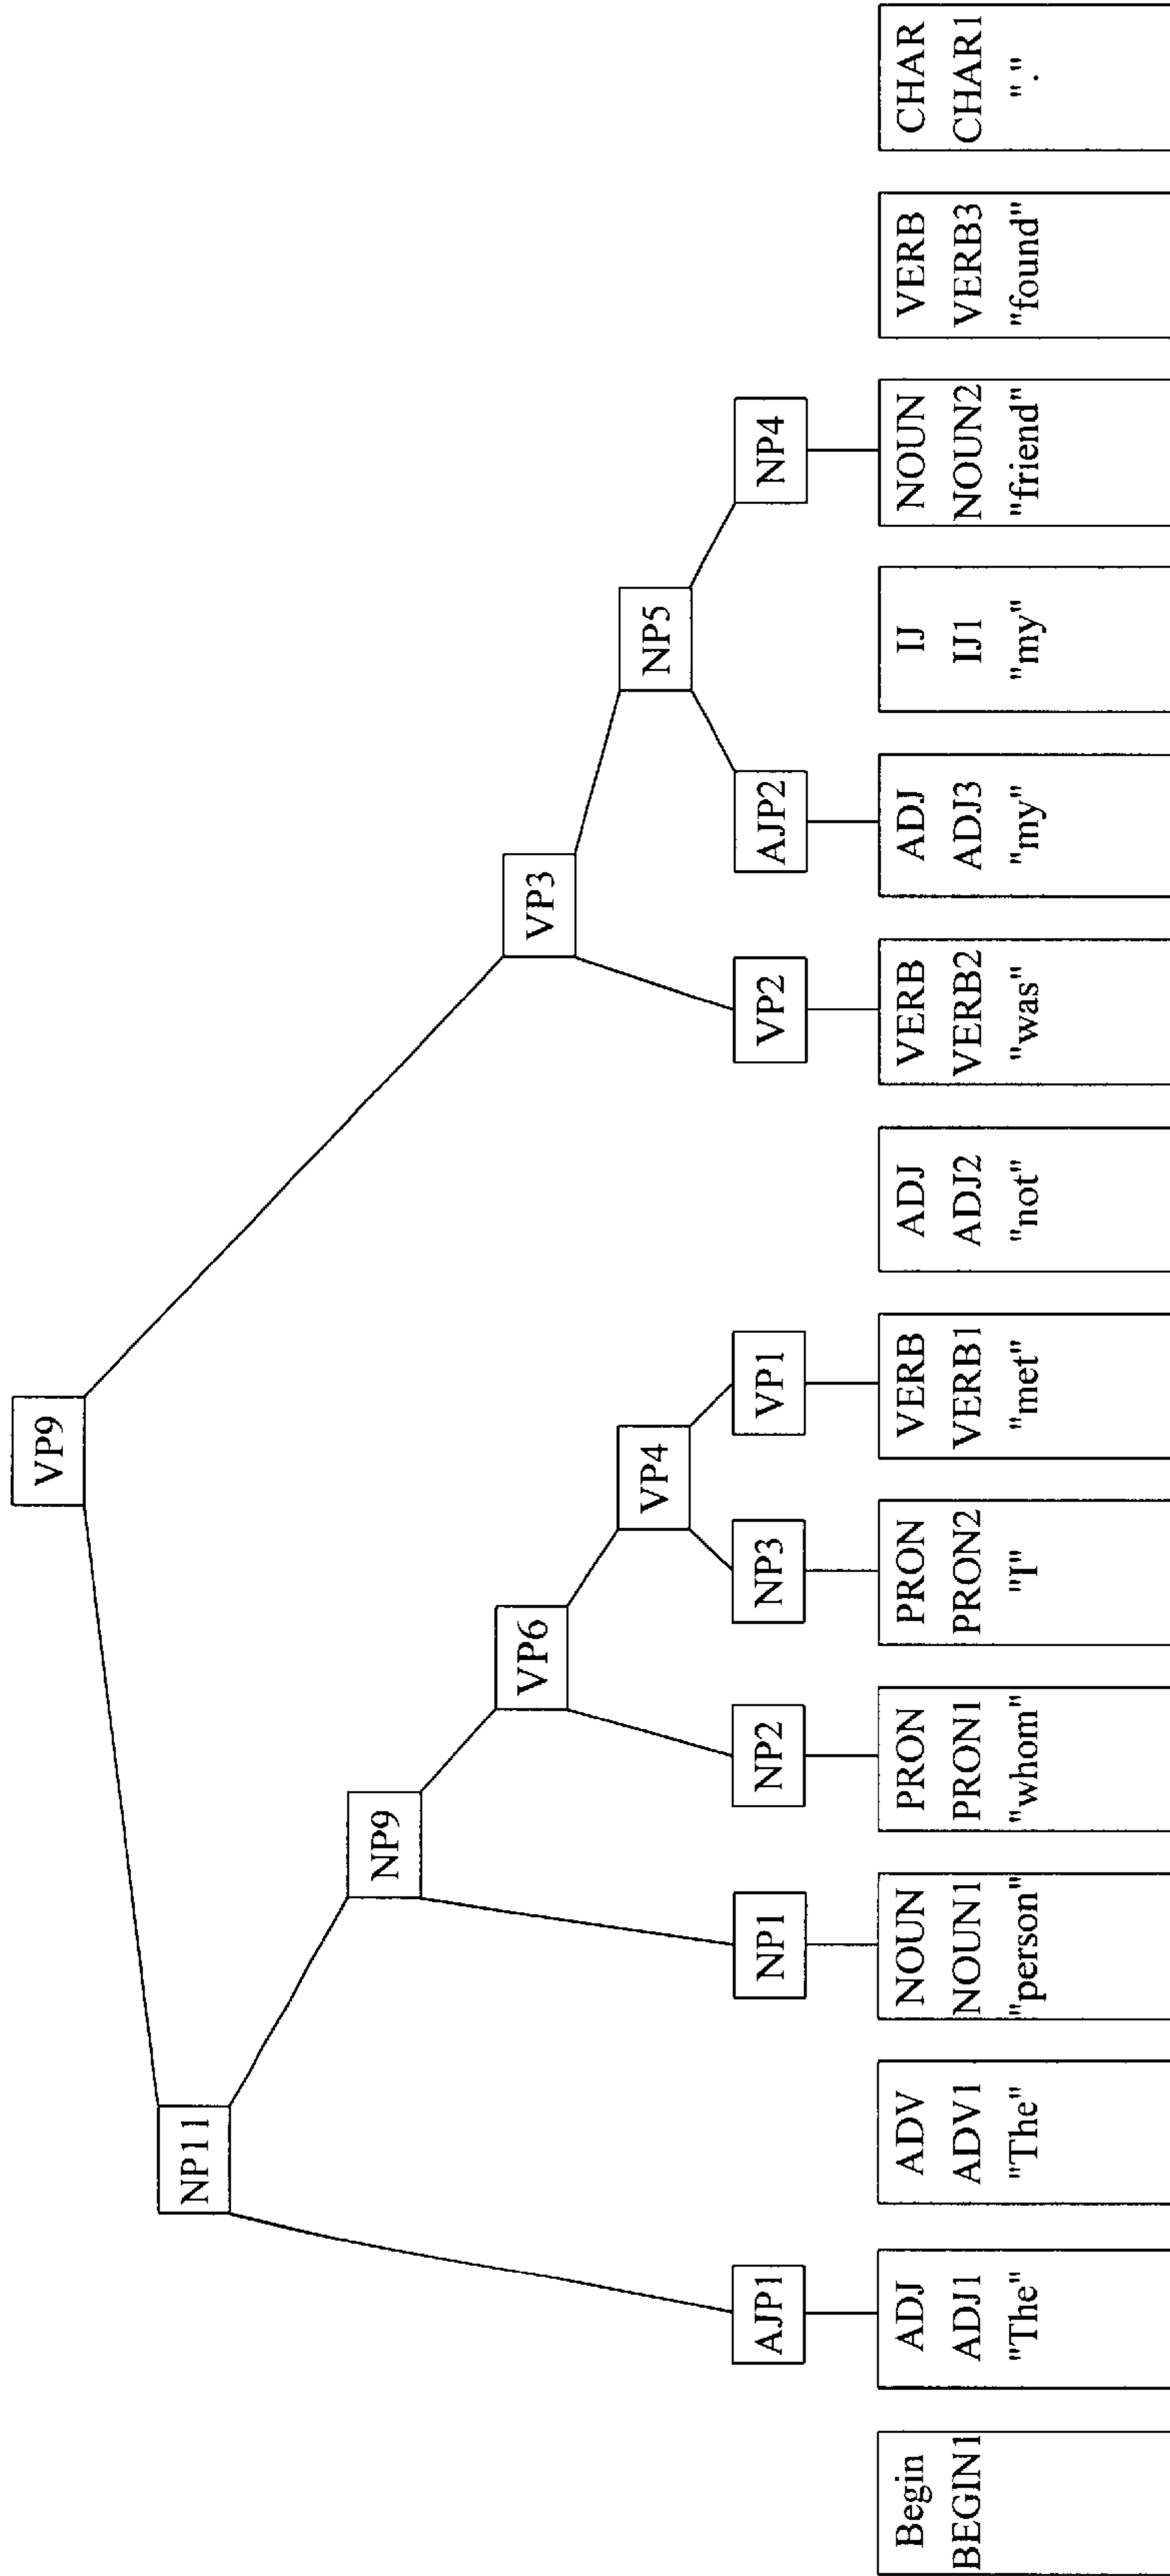 VP9
NP11
NP9
VP6
VP3
VP4
NP5
AJP1
NP1
NP2
NP3
VP1
VP2
AJP2
NP4
Begin
BEGIN1
ADJ
ADJ1
"The"
ADV
ADV1
"The"
NOUN
NOUN1
"person"
PRON
PRON1
"whom"
PRON
PRON2
"I"
VERB
VERB1
"met"
ADJ
ADJ2
"not"
VERB
VERB2
"was"
ADJ
ADJ3
"my"
IJ
IJ1
"my"
NOUN
NOUN2
"friend"
VERB
VERB3
"found"
CHAR
CHAR1
"."